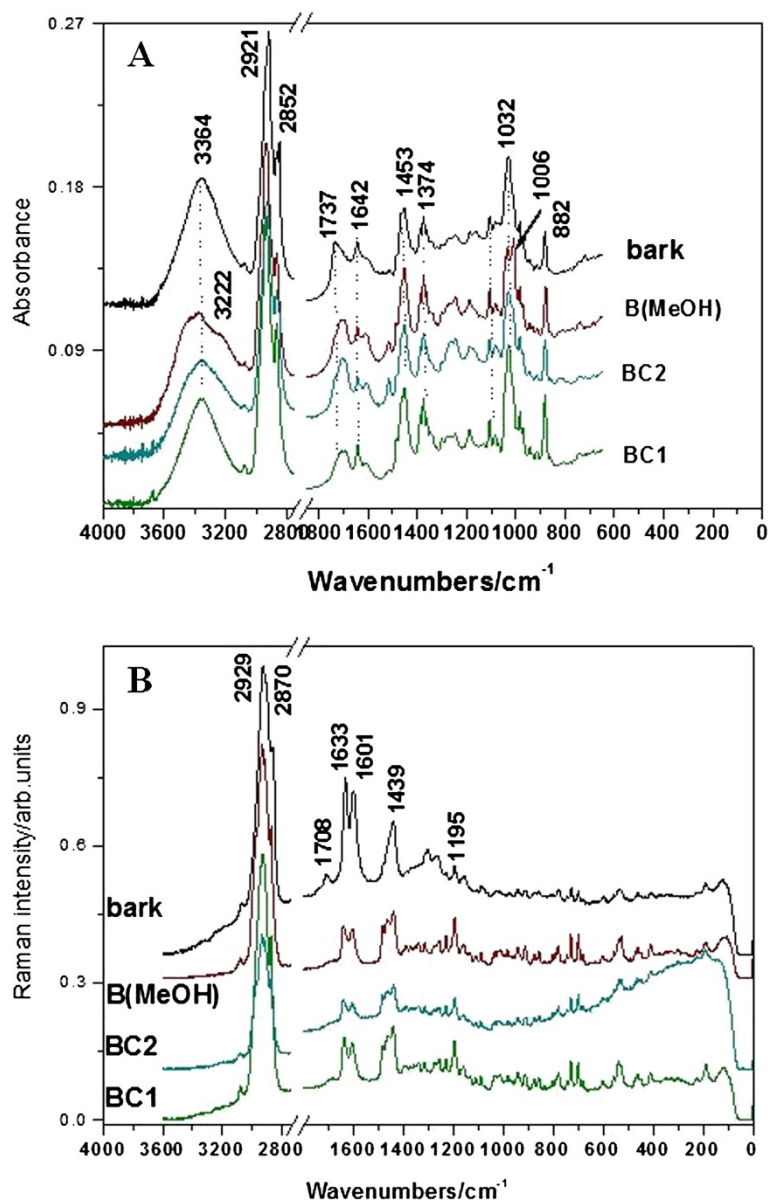 A
0.27
0.18
0.09
Absorbance
2921
2852
3364
3222
1737
1642
1453
1374
1032
1006
882
bark
B(MeOH)
BC2
BC1
4000 3600 3200 2800 1800 1600 1400 1200 1000 800 600 400 200 0
Wavenumbers/cm-1
B
0.9
0.6
0.3
0.0
Raman intensity/arb.units
2929
2870
1708
1633
1601
1439
1195
bark
B(MeOH)
BC2
BC1
4000 3600 3200 2800 1600 1400 1200 1000 800 600 400 200 0
Wavenumbers/cm-1